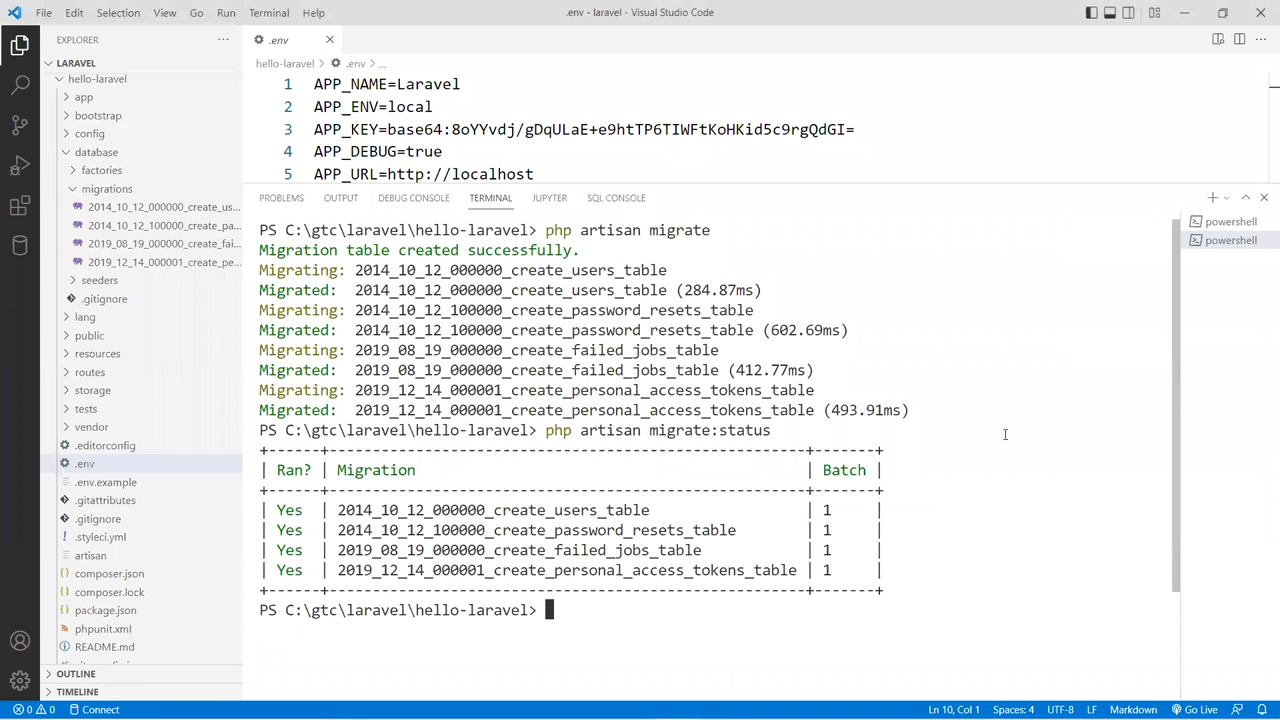 File Edit Selection View Go Run Terminal Help
.env - laravel - Visual Studio Code
EXPLORER
LARAVEL
hello-laravel
app
bootstrap
config
database
factories
migrations
2014_10_12_000000_create_us...
2014_10_12_100000_create_pa...
2019_08_19_000000_create_fai...
2019_12_14_000001_create_pe...
seeders
.gitignore
lang
public
resources
routes
storage
tests
vendor
.editorconfig
.env
.env.example
.gitattributes
.gitignore
.styleci.yml
artisan
composer.json
composer.lock
package.json
phpunit.xml
README.md
OUTLINE
TIMELINE
.env
hello-laravel > .env > ...
1 APP_NAME=Laravel
2 APP_ENV=local
3 APP_KEY=base64:8oYYvdj/gDqULaE+e9htTP6TIWFtKoHKid5c9rgQdGI=
4 APP_DEBUG=true
5 APP_URL=http://localhost
PROBLEMS OUTPUT DEBUG CONSOLE TERMINAL JUPYTER SQL CONSOLE
powershell
powershell
PS C:\gtc\laravel\hello-laravel> php artisan migrate
Migration table created successfully.
Migrating: 2014_10_12_000000_create_users_table
Migrated:  2014_10_12_000000_create_users_table (284.87ms)
Migrating: 2014_10_12_100000_create_password_resets_table
Migrated:  2014_10_12_100000_create_password_resets_table (602.69ms)
Migrating: 2019_08_19_000000_create_failed_jobs_table
Migrated:  2019_08_19_000000_create_failed_jobs_table (412.77ms)
Migrating: 2019_12_14_000001_create_personal_access_tokens_table
Migrated:  2019_12_14_000001_create_personal_access_tokens_table (493.91ms)
PS C:\gtc\laravel\hello-laravel> php artisan migrate:status
| Ran? | Migration | Batch |
| Yes | 2014_10_12_000000_create_users_table | 1 |
| Yes | 2014_10_12_100000_create_password_resets_table | 1 |
| Yes | 2019_08_19_000000_create_failed_jobs_table | 1 |
| Yes | 2019_12_14_000001_create_personal_access_tokens_table | 1 |
PS C:\gtc\laravel\hello-laravel>
0 0 Connect
Ln 10, Col 1 Spaces: 4 UTF-8 LF Markdown Go Live